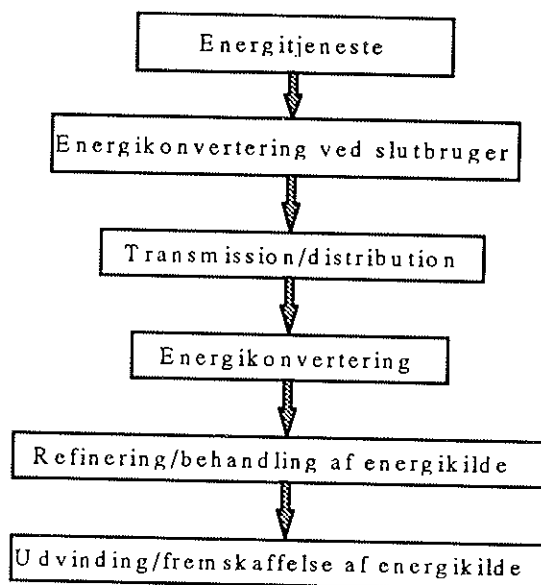 Energitjeneste
Energikonvertering ved slutbruger
Transmission/distribution
Energikonvertering
Refinering/behandling af energikilde
Udvinding/fremskaffelse af energikilde